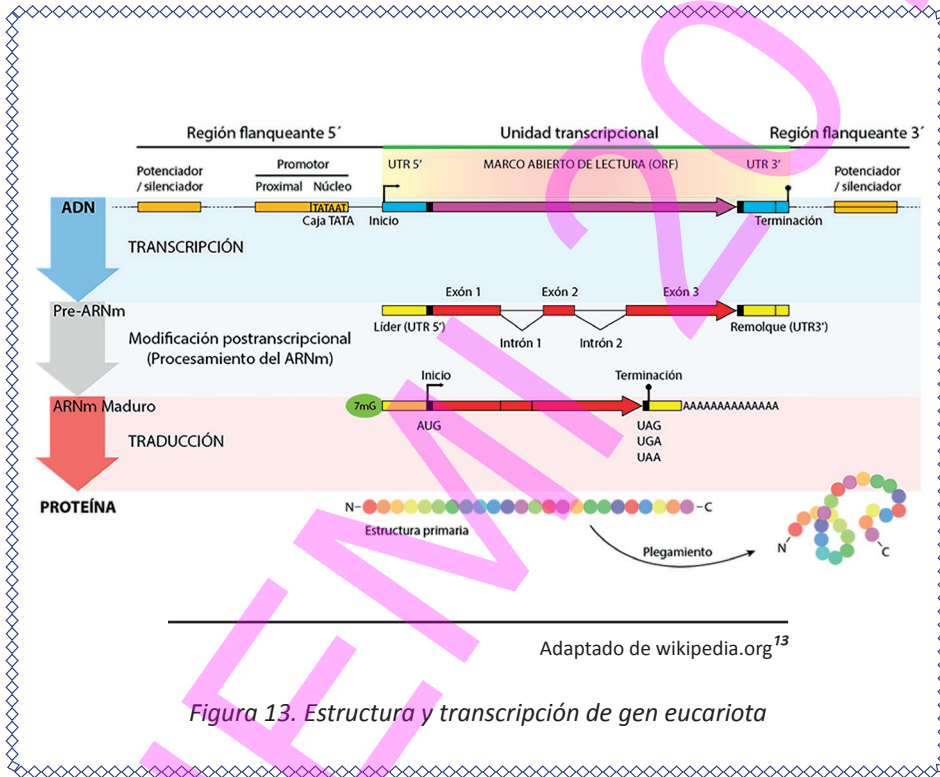 Región flanqueante 5´ Unidad transcripcional Región flanqueante 3´
Potenciador
/ silenciador
Promotor
Proximal Núcleo
UTR 5’ MARCO ABIERTO DE LECTURA (ORF) UTR 3’
Potenciador
/ silenciador
ADN
TATAAT
Caja TATA Inicio Terminación
TRANSCRIPCIÓN
Exón 1 Exón 2 Exón 3
Pre-ARNm
Líder (UTR 5’) Remolque (UTR3’)
Intrón 1 Intrón 2
Modificación postranscripcional
(Procesamiento del ARNm)
Inicio Terminación
ARNm Maduro 7mG AAAAAAAAAAAAAA
AUG UAG
UGA
UAA
TRADUCCIÓN
PROTEÍNA N– –C
Estructura primaria
Plegamiento
N C
Adaptado de wikipedia.org13
Figura 13. Estructura y transcripción de gen eucariota